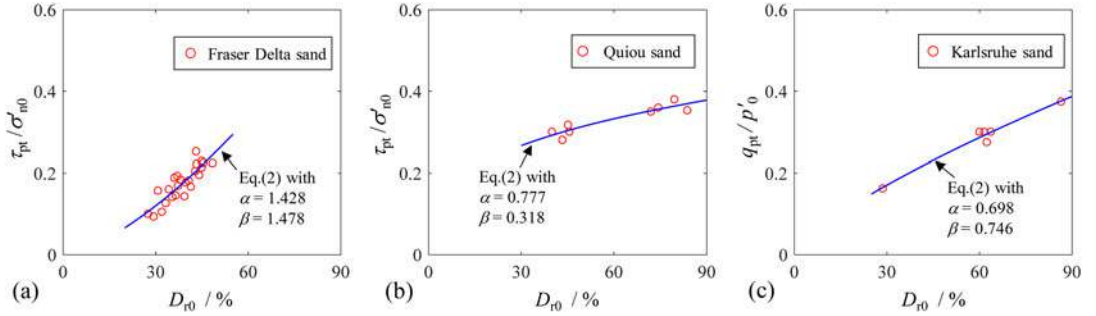 0.6
0.4
0.2
0
τpt/σ'n0
Fraser Delta sand
Eq.(2) with
α = 1.428
β = 1.478
0 30 60 90
(a)
Dr0 / %
0.6
0.4
0.2
0
τpt/σ'n0
Quiou sand
Eq.(2) with
α = 0.777
β = 0.318
0 30 60 90
(b)
Dr0 / %
0.6
0.4
0.2
0
qpt/p'0
Karlsruhe sand
Eq.(2) with
α = 0.698
β = 0.746
0 30 60 90
(c)
Dr0 / %